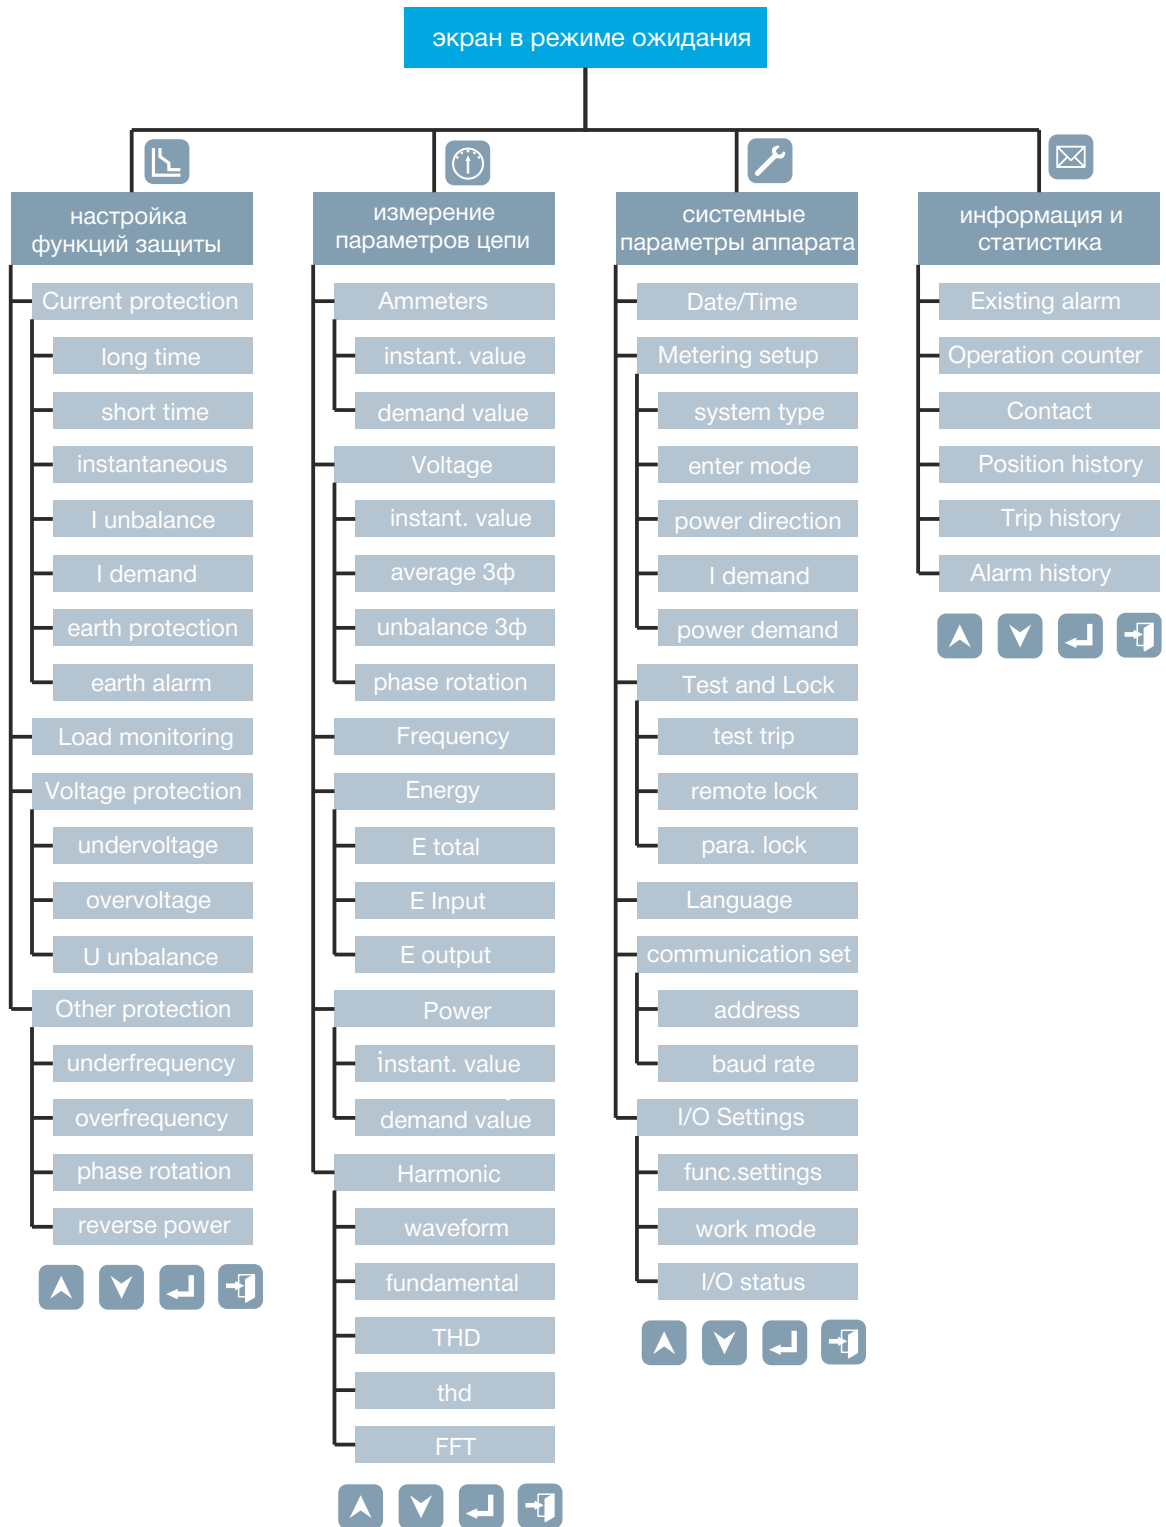 экран в режиме ожидания
настройка
функций защиты
Current protection
long time
short time
instantaneous
I unbalance
I demand
earth protection
earth alarm
Load monitoring
Voltage protection
undervoltage
overvoltage
U unbalance
Other protection
underfrequency
overfrequency
phase rotation
reverse power
измерение
параметров цепи
Ammeters
instant. value
demand value
Voltage
instant. value
average 3ф
unbalance 3ф
phase rotation
Frequency
Energy
E total
E Input
E output
Power
instant. value
demand value
Harmonic
waveform
fundamental
THD
thd
FFT
системные
параметры аппарата
Date/Time
Metering setup
system type
enter mode
power direction
I demand
power demand
Test and Lock
test trip
remote lock
para. lock
Language
communication set
address
baud rate
I/O Settings
func.settings
work mode
I/O status
информация и
статистика
Existing alarm
Operation counter
Contact
Position history
Trip history
Alarm history